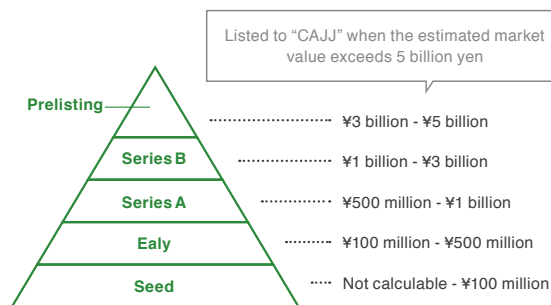 Listed to “CAJJ” when the estimated market
value exceeds 5 billion yen
Prelisting
¥3 billion - ¥5 billion
Series B
¥1 billion - ¥3 billion
Series A
¥500 million - ¥1 billion
Ealy
¥100 million - ¥500 million
Seed
Not calculable - ¥100 million